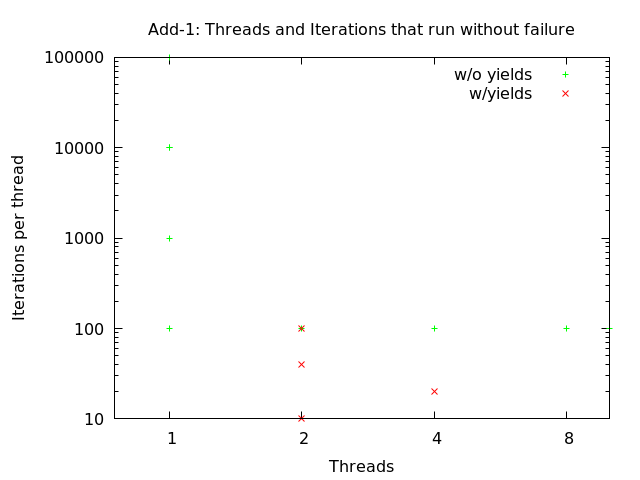 Add-1: Threads and Iterations that run without failure
100000
w/o yields
w/yields
10000
1000
100
10
Iterations per thread
1
2
4
8
Threads